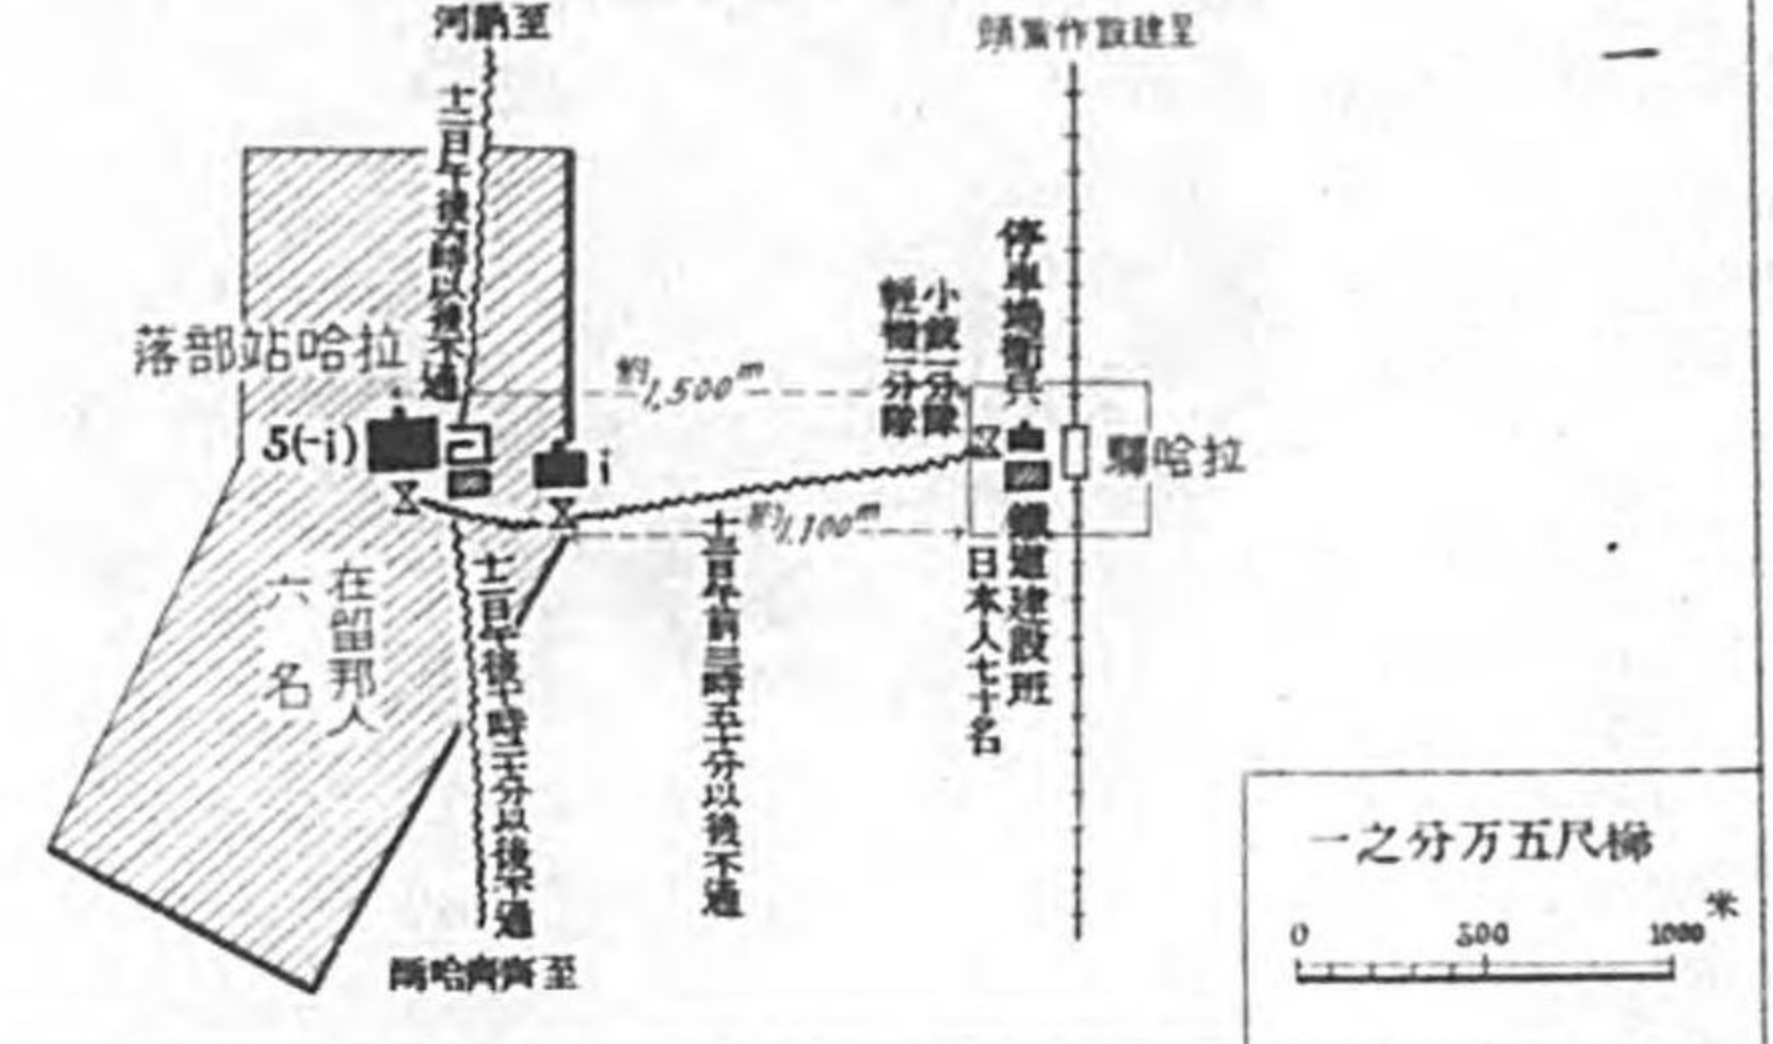 至訥河
至建設作業頭
十二日午後六時以後不通
拉哈站部落
停車場衛兵
小銃一分隊
輕機一分隊
約1,500m
5(-i)
i
拉哈驛
約1,100m
鐵道建設班
日本人七十名
十三日午前三時五十分以後不通
十二日午後十時二十分以後不通
在留邦人
六名
至齊齊哈爾
梯尺五万分之一
0 500 1000 米